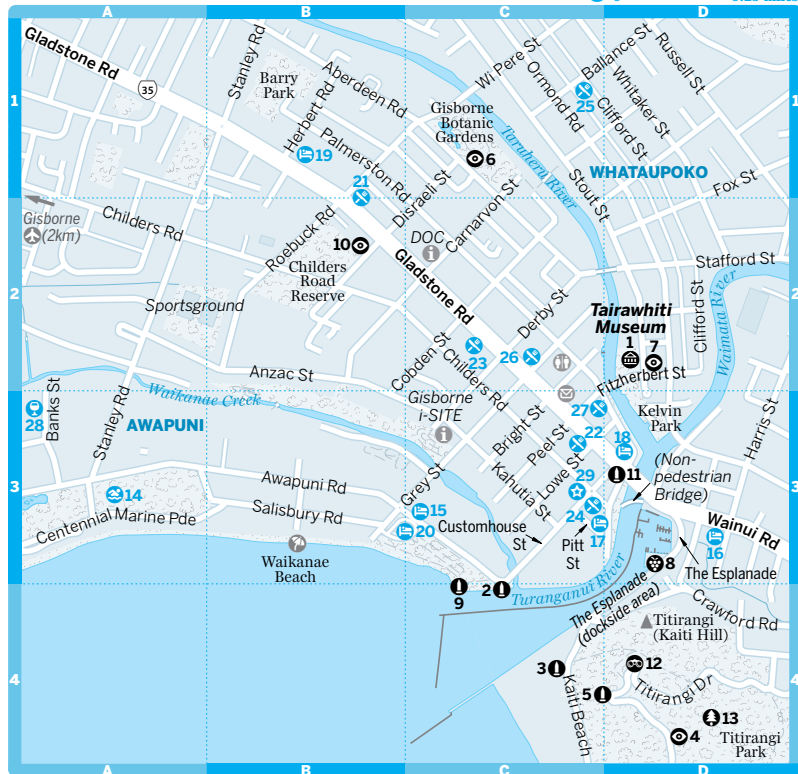 A
B
C
D
Gladstone Rd
35
Stanley Rd
Barry
Park
Aberdeen Rd
Herbert Rd
Palmerston Rd
19
21
Disraeli St
Gisborne
Botanic
Gardens
6
Wi Pere St
Ormond Rd
Ballance St
Russell St
Whitaker St
Clifford St
25
Taruheru River
WHATAUPOKO
Stout St
Fox St
1
1
Gisborne
(2km)
Childers Rd
Roebuck Rd
10
Childers
Road
Reserve
DOC
Carnarvon St
Gladstone Rd
Stafford St
Clifford St
Waimata River
Derby St
Tairawhiti
Museum
1
7
Fitzherbert St
2
2
Sportsground
Anzac St
Cobden St
Childers Rd
23
26
Waikanae Creek
Banks St
28
Stanley Rd
AWAPUNI
Gisborne
i-SITE
Bright St
Peel St
27
22
Kelvin
Park
18
Harris St
(Non-
pedestrian
Bridge)
11
29
Lowe St
Kahutia St
24
17
3
3
14
Awapuni Rd
Salisbury Rd
Centennial Marine Pde
Grey St
15
20
Customhouse
St
Pitt
St
Wainui Rd
16
The Esplanade
8
Waikanae
Beach
9
2
Turanganui River
The Esplanade
(dockside area)
Crawford Rd
Titirangi
(Kaiti Hill)
3
12
Kaiti Beach
Titirangi Dr
5
13
4
Titirangi
Park
4
4
A
B
C
D